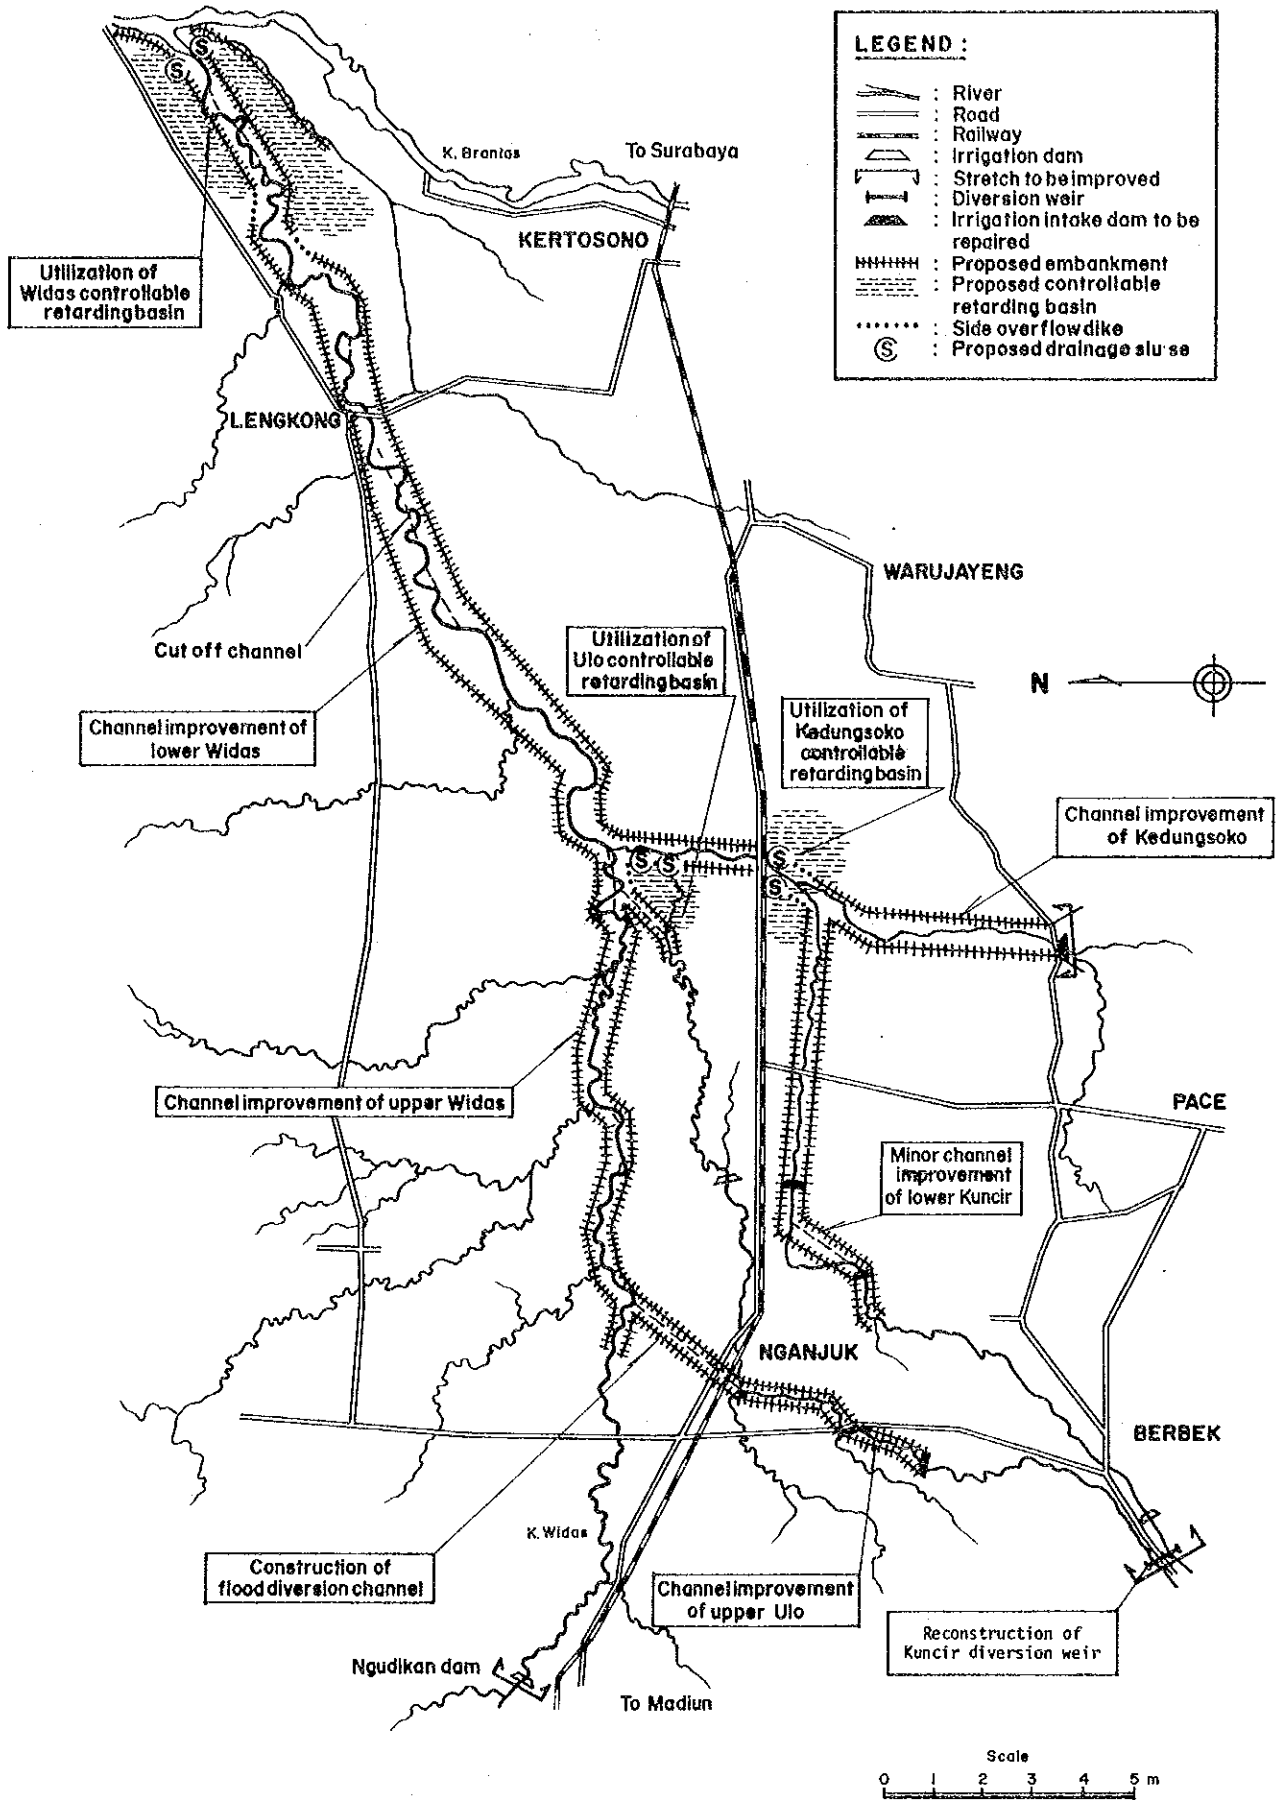 LEGEND :
: River
: Road
: Railway
: Irrigation dam
: Stretch to be improved
: Diversion weir
: Irrigation intake dam to be
repaired
: Proposed embankment
: Proposed controllable
retarding basin
: Side overflow dike
S : Proposed drainage slu se
S
S
K. Brantas
To Surabaya
KERTOSONO
Utilization of
Widas controllable
retarding basin
LENGKONG
WARUJAYENG
Cut off channel
Utilization of
Ulo controllable
retarding basin
N
Utilization of
Kedungsoko
controllable
retarding basin
Channel improvement of
lower Widas
Channel improvement
of Kedungsoko
S S
S
S
Channel improvement of upper Widas
PACE
Minor channel
improvement
of lower Kuncir
NGANJUK
BERBEK
K. Widas
Construction of
flood diversion channel
Channel improvement
of upper Ulo
Reconstruction of
Kuncir diversion weir
Ngudikan dam
To Madiun
Scale
0 1 2 3 4 5 m